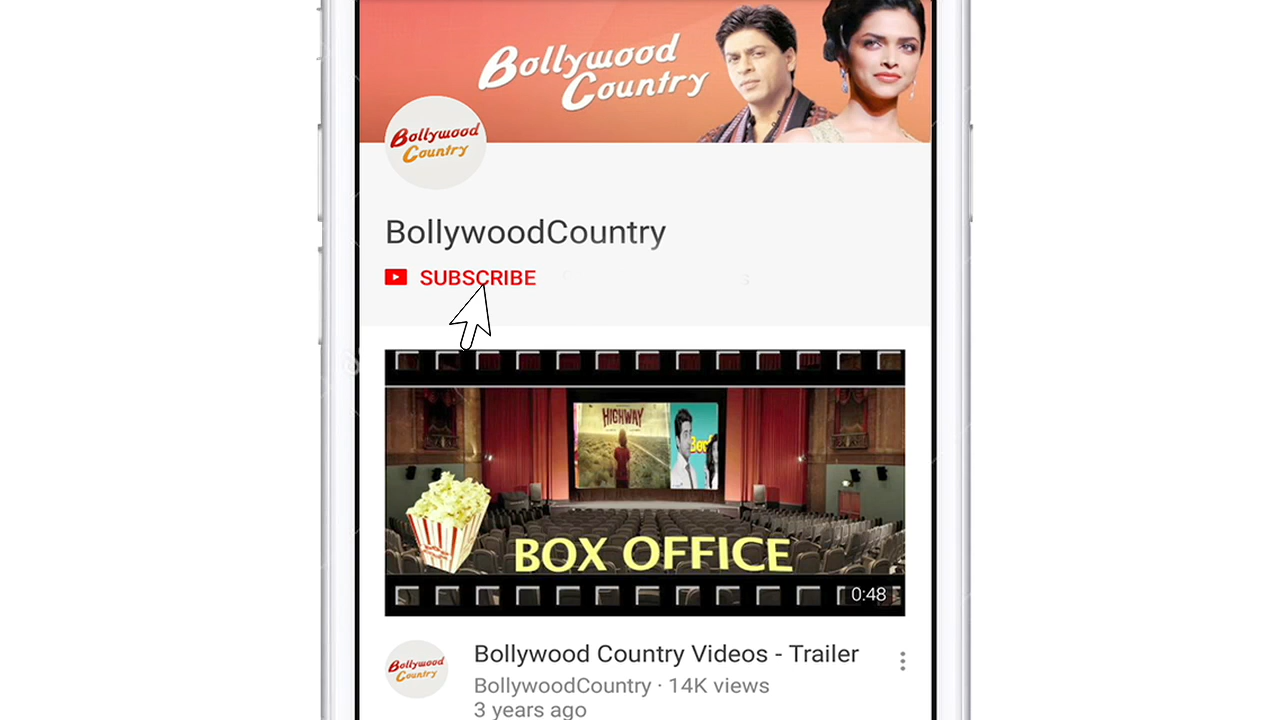 Bollywood
Country
Bollywood
Country
BollywoodCountry
SUBSCRIBE
HIGHWAY
BOX OFFICE
0:48
Bollywood
Country
Bollywood Country Videos - Trailer
BollywoodCountry · 14K views
3 years ago